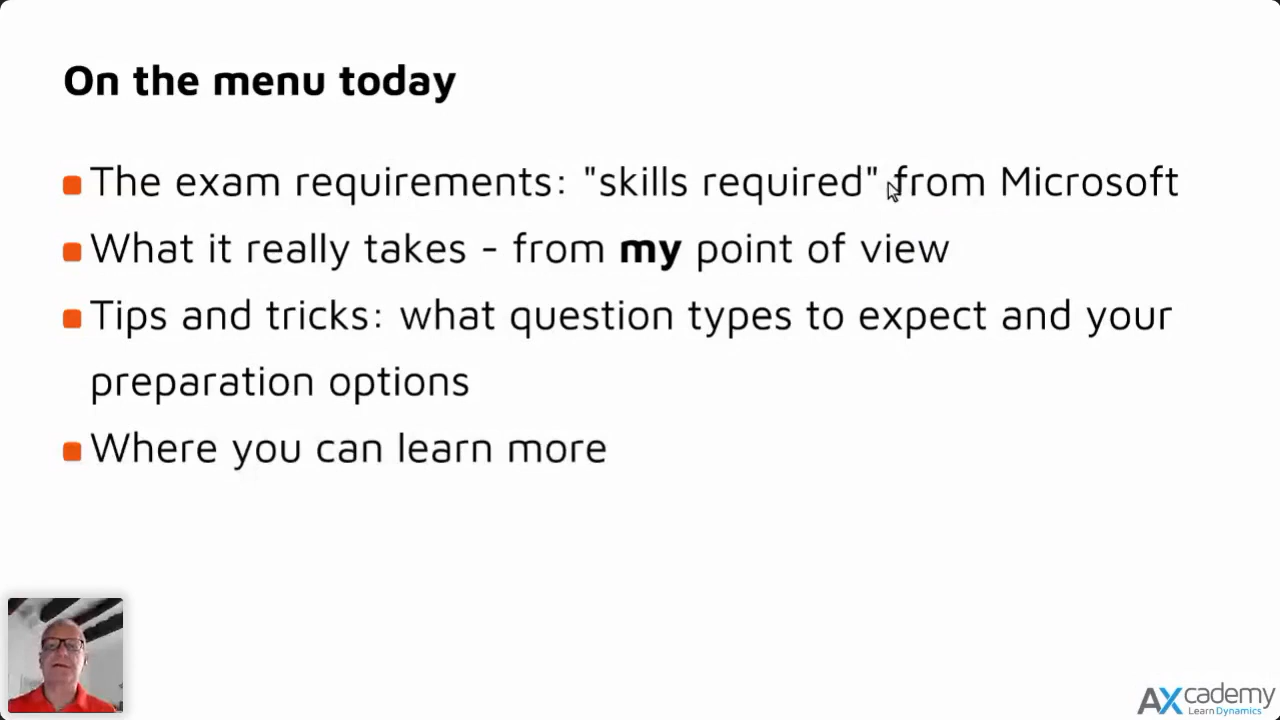 On the menu today
The exam requirements: "skills required" from Microsoft
What it really takes - from my point of view
Tips and tricks: what question types to expect and your
preparation options
Where you can learn more
AXcademy
Learn Dynamics